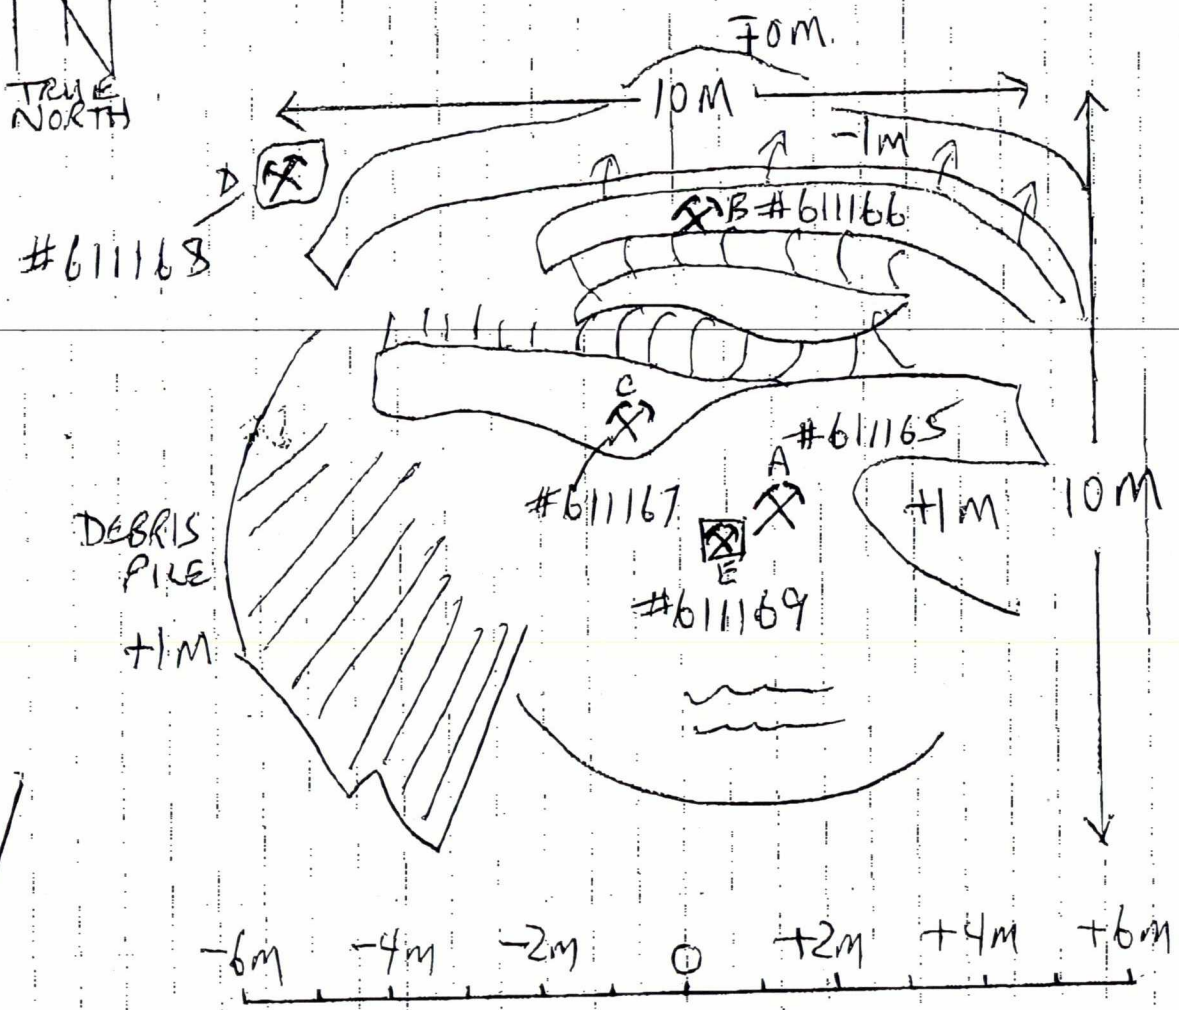 N
TRUE
NORTH
70M.
10M
-1M
D
#611168
B #611166
C
#611165
A
#611167
+1M
10M
DEBRIS
PILE
+1M
E
#611169
-6M -4M -2M 0 +2M +4M +6M